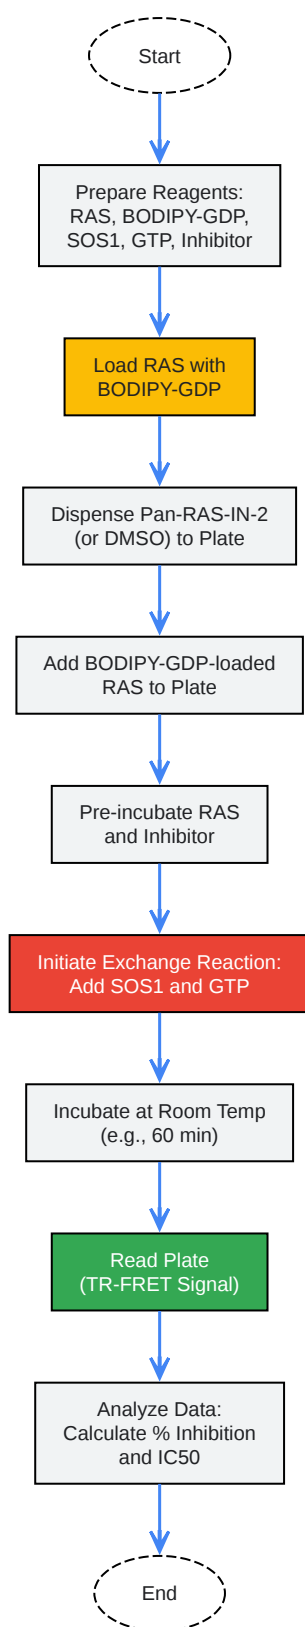 Start
Prepare Reagents:
RAS, BODIPY-GDP,
SOS1, GTP, Inhibitor
Load RAS with
BODIPY-GDP
Dispense Pan-RAS-IN-2
(or DMSO) to Plate
Add BODIPY-GDP-loaded
RAS to Plate
Pre-incubate RAS
and Inhibitor
Initiate Exchange Reaction:
Add SOS1 and GTP
Incubate at Room Temp
(e.g., 60 min)
Read Plate
(TR-FRET Signal)
Analyze Data:
Calculate % Inhibition
and IC50
End